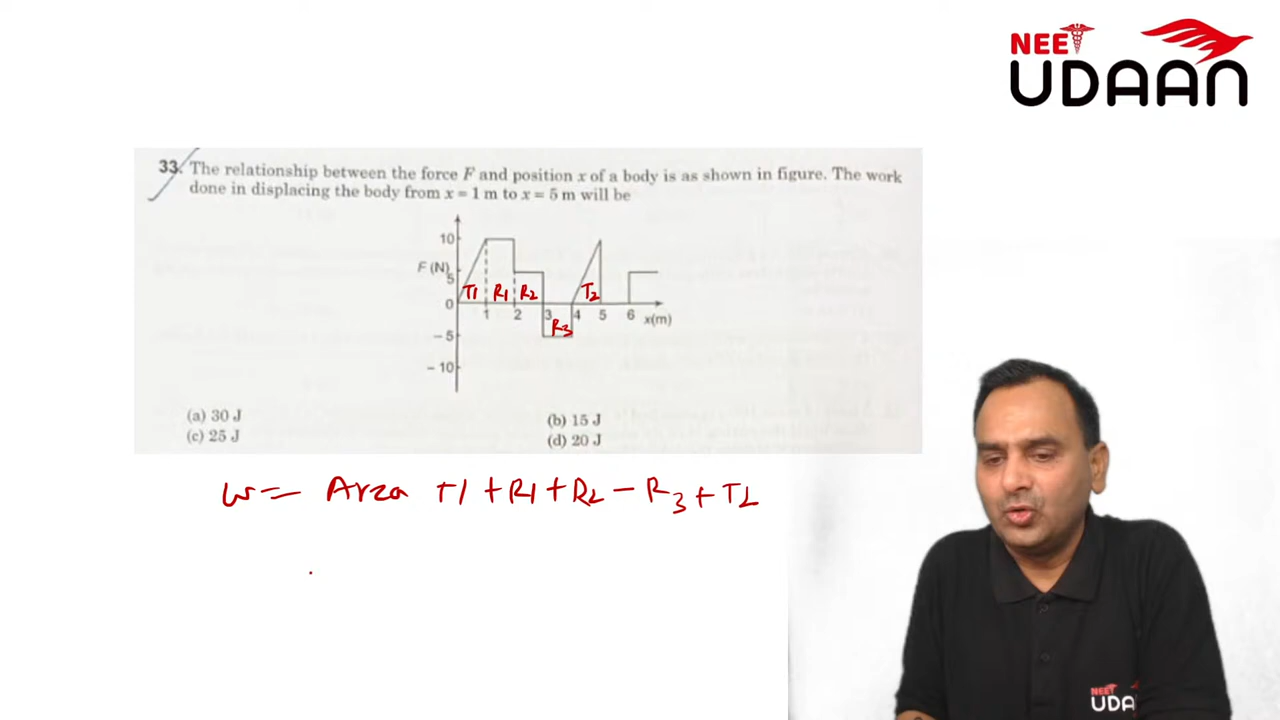 NEET
UDAAN
33. The relationship between the force F and position x of a body is as shown in figure. The work
done in displacing the body from x = 1 m to x = 5 m will be
10
F (N)
5
T1 R1 R2 T2
0
1 2 3 4 5 6 x(m)
R3
– 5
– 10
(a) 30 J (b) 15 J
(c) 25 J (d) 20 J
W = Area T1 + R1 + R2 – R3 + T2
NEET
UDA